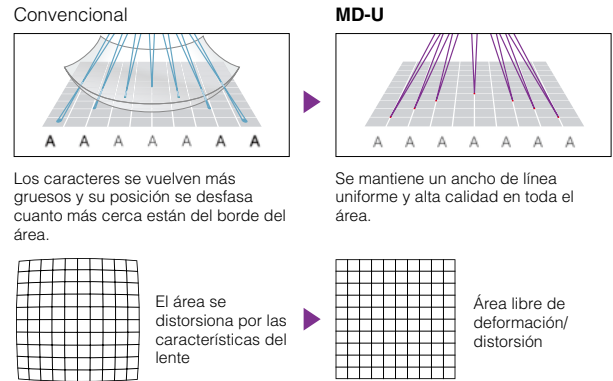 Convencional
A A A A A A A
Los caracteres se vuelven más
gruesos y su posición se desfasa
cuanto más cerca están del borde del
área.
MD-U
A A A A A A A
Se mantiene un ancho de línea
uniforme y alta calidad en toda el
área.
El área se
distorsiona por las
características del
lente
Área libre de
deformación/
distorsión